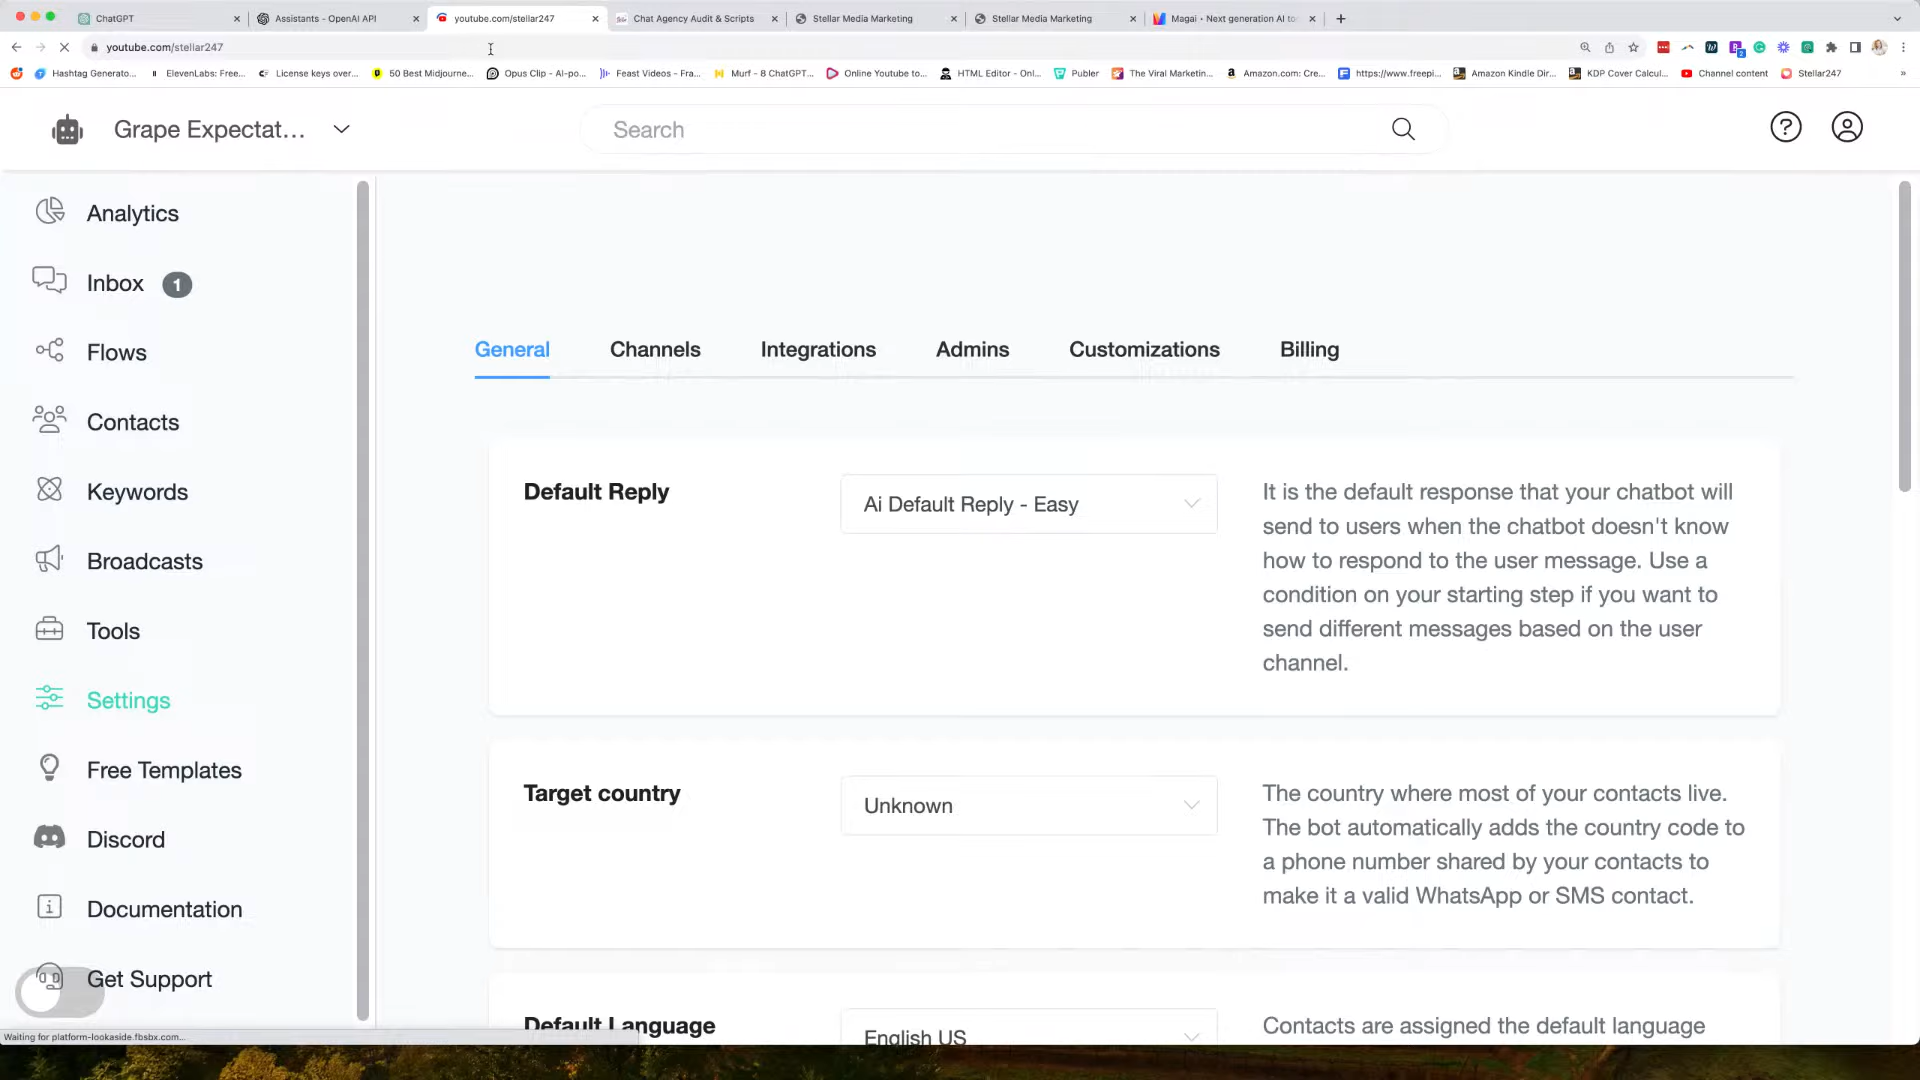 ChatGPT
Assistants - OpenAI API
youtube.com/stellar247
Chat Agency Audit & Scripts
Stellar Media Marketing
Stellar Media Marketing
Magai - Next generation AI to
youtube.com/stellar247
Hashtag Generato...
ElevenLabs: Free...
License keys over...
50 Best Midjourne...
Opus Clip - AI-po...
Feast Videos - Fra...
Murf - 8 ChatGPT...
Online Youtube to...
HTML Editor - Onl...
Publer
The Viral Marketin...
Amazon.com: Cre...
https://www.freepi...
Amazon Kindle Dir...
KDP Cover Calcul...
Channel content
Stellar247
»
Grape Expectat...
Search
Analytics
Inbox 1
Flows
Contacts
Keywords
Broadcasts
Tools
Settings
Free Templates
Discord
Documentation
Get Support
Waiting for platform-lookaside.fbsbx.com...
General
Channels
Integrations
Admins
Customizations
Billing
Default Reply
Ai Default Reply - Easy
It is the default response that your chatbot will
send to users when the chatbot doesn't know
how to respond to the user message. Use a
condition on your starting step if you want to
send different messages based on the user
channel.
Target country
Unknown
The country where most of your contacts live.
The bot automatically adds the country code to
a phone number shared by your contacts to
make it a valid WhatsApp or SMS contact.
Default Language
English US
Contacts are assigned the default language